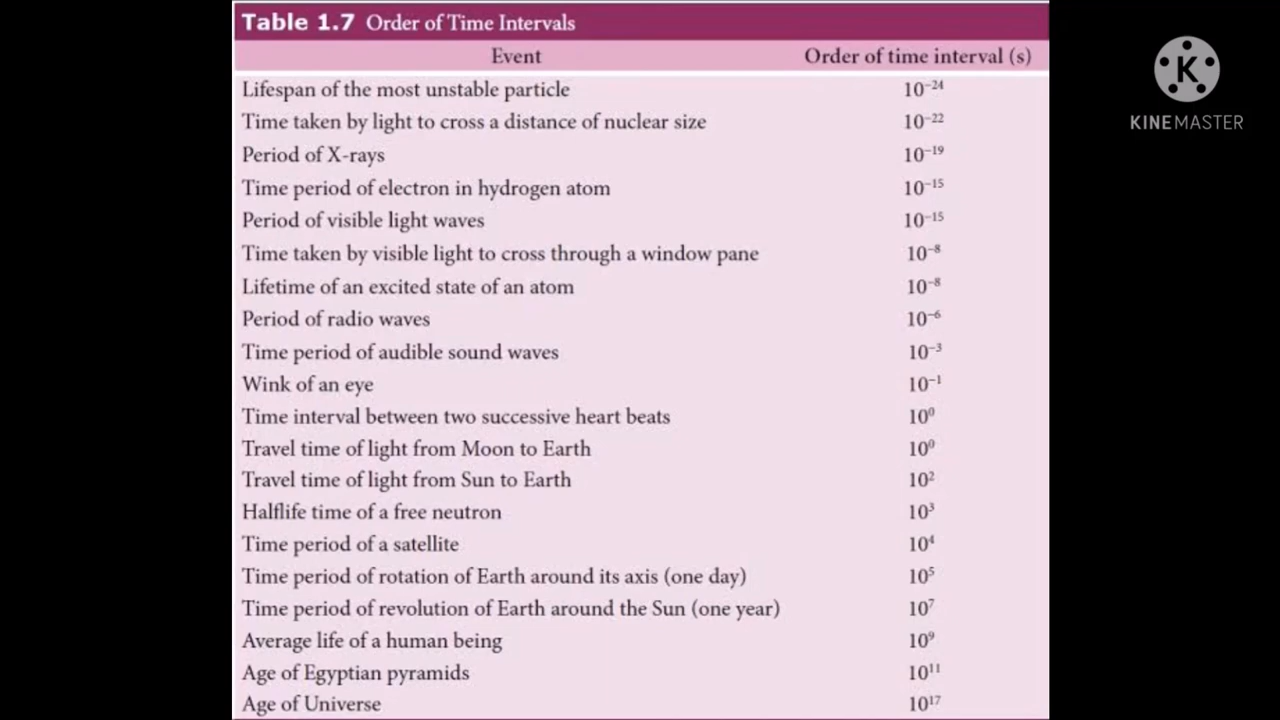 Table 1.7 Order of Time Intervals
Event Order of time interval (s)
Lifespan of the most unstable particle 10⁻²⁴
Time taken by light to cross a distance of nuclear size 10⁻²²
Period of X-rays 10⁻¹⁹
Time period of electron in hydrogen atom 10⁻¹⁵
Period of visible light waves 10⁻¹⁵
Time taken by visible light to cross through a window pane 10⁻⁸
Lifetime of an excited state of an atom 10⁻⁸
Period of radio waves 10⁻⁶
Time period of audible sound waves 10⁻³
Wink of an eye 10⁻¹
Time interval between two successive heart beats 10⁰
Travel time of light from Moon to Earth 10⁰
Travel time of light from Sun to Earth 10²
Halflife time of a free neutron 10³
Time period of a satellite 10⁴
Time period of rotation of Earth around its axis (one day) 10⁵
Time period of revolution of Earth around the Sun (one year) 10⁷
Average life of a human being 10⁹
Age of Egyptian pyramids 10¹¹
Age of Universe 10¹⁷
K
KINEMASTER